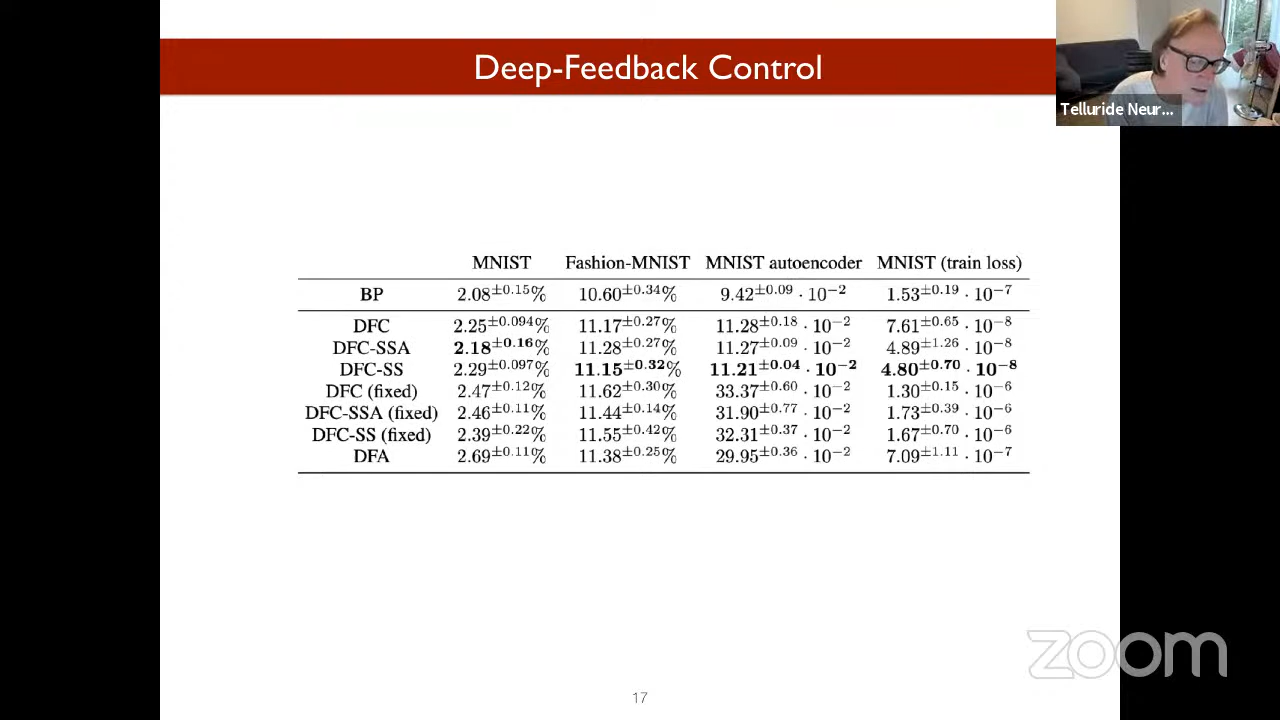 Deep-Feedback Control
Telluride Neur...
MNIST Fashion-MNIST MNIST autoencoder MNIST (train loss)
BP 2.08±0.15% 10.60±0.34% 9.42±0.09 · 10−2 1.53±0.19 · 10−7
DFC 2.25±0.094% 11.17±0.27% 11.28±0.18 · 10−2 7.61±0.65 · 10−8
DFC-SSA 2.18±0.16% 11.28±0.27% 11.27±0.09 · 10−2 4.89±1.26 · 10−8
DFC-SS 2.29±0.097% 11.15±0.32% 11.21±0.04 · 10−2 4.80±0.70 · 10−8
DFC (fixed) 2.47±0.12% 11.62±0.30% 33.37±0.60 · 10−2 1.30±0.15 · 10−6
DFC-SSA (fixed) 2.46±0.11% 11.44±0.14% 31.90±0.77 · 10−2 1.73±0.39 · 10−6
DFC-SS (fixed) 2.39±0.22% 11.55±0.42% 32.31±0.37 · 10−2 1.67±0.70 · 10−6
DFA 2.69±0.11% 11.38±0.25% 29.95±0.36 · 10−2 7.09±1.11 · 10−7
zoom
17